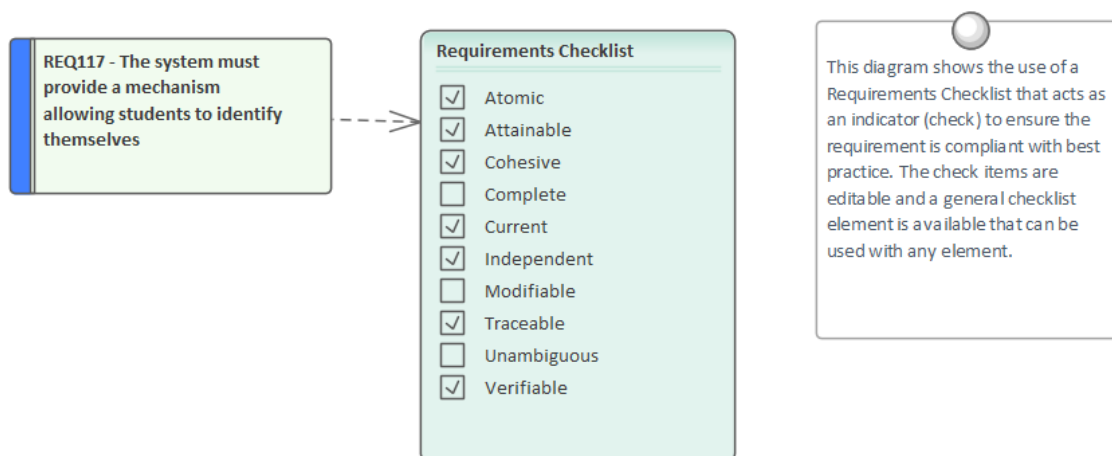 REQ117 - The system must
provide a mechanism
allowing students to identify
themselves
Requirements Checklist
Atomic
Attainable
Cohesive
Complete
Current
Independent
Modifiable
Traceable
Unambiguous
Verifiable
This diagram shows the use of a
Requirements Checklist that acts as
an indicator (check) to ensure the
requirement is compliant with best
practice. The check items are
editable and a general checklist
element is available that can be
used with any element.